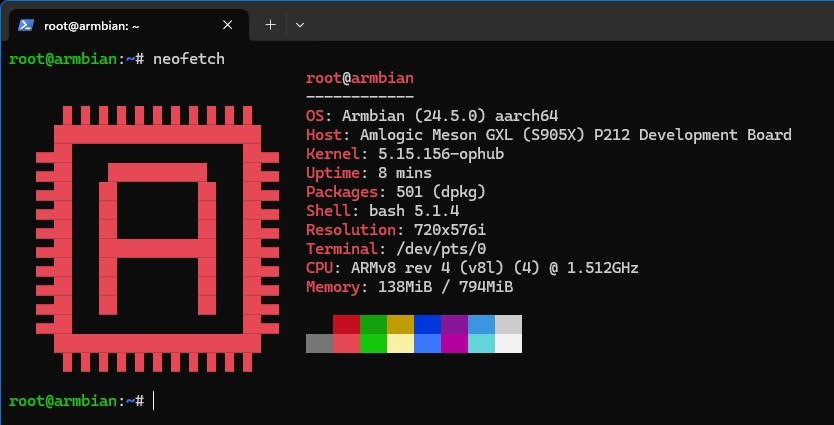 root@armbian: ~
root@armbian:~# neofetch
root@armbian
------------
OS: Armbian (24.5.0) aarch64
Host: Amlogic Meson GXL (S905X) P212 Development Board
Kernel: 5.15.156-ophub
Uptime: 8 mins
Packages: 501 (dpkg)
Shell: bash 5.1.4
Resolution: 720x576i
Terminal: /dev/pts/0
CPU: ARMv8 rev 4 (v8l) (4) @ 1.512GHz
Memory: 138MiB / 794MiB
root@armbian:~#